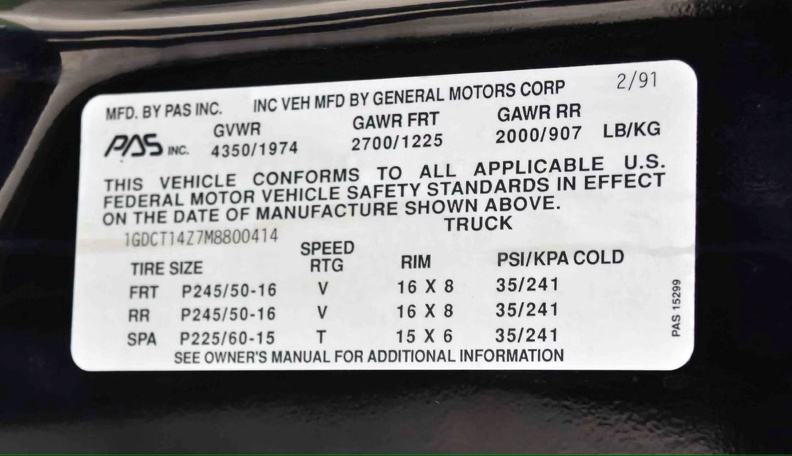 MFD. BY PAS INC. INC VEH MFD BY GENERAL MOTORS CORP 2/91
PAS INC. GVWR GAWR FRT GAWR RR
4350/1974 2700/1225 2000/907 LB/KG
THIS VEHICLE CONFORMS TO ALL APPLICABLE U.S.
FEDERAL MOTOR VEHICLE SAFETY STANDARDS IN EFFECT
ON THE DATE OF MANUFACTURE SHOWN ABOVE.
1GDCT14Z7M8800414 TRUCK
TIRE SIZE SPEED RTG RIM PSI/KPA COLD
FRT P245/50-16 V 16 X 8 35/241
RR P245/50-16 V 16 X 8 35/241
SPA P225/60-15 T 15 X 6 35/241
SEE OWNER'S MANUAL FOR ADDITIONAL INFORMATION
PAS 15299